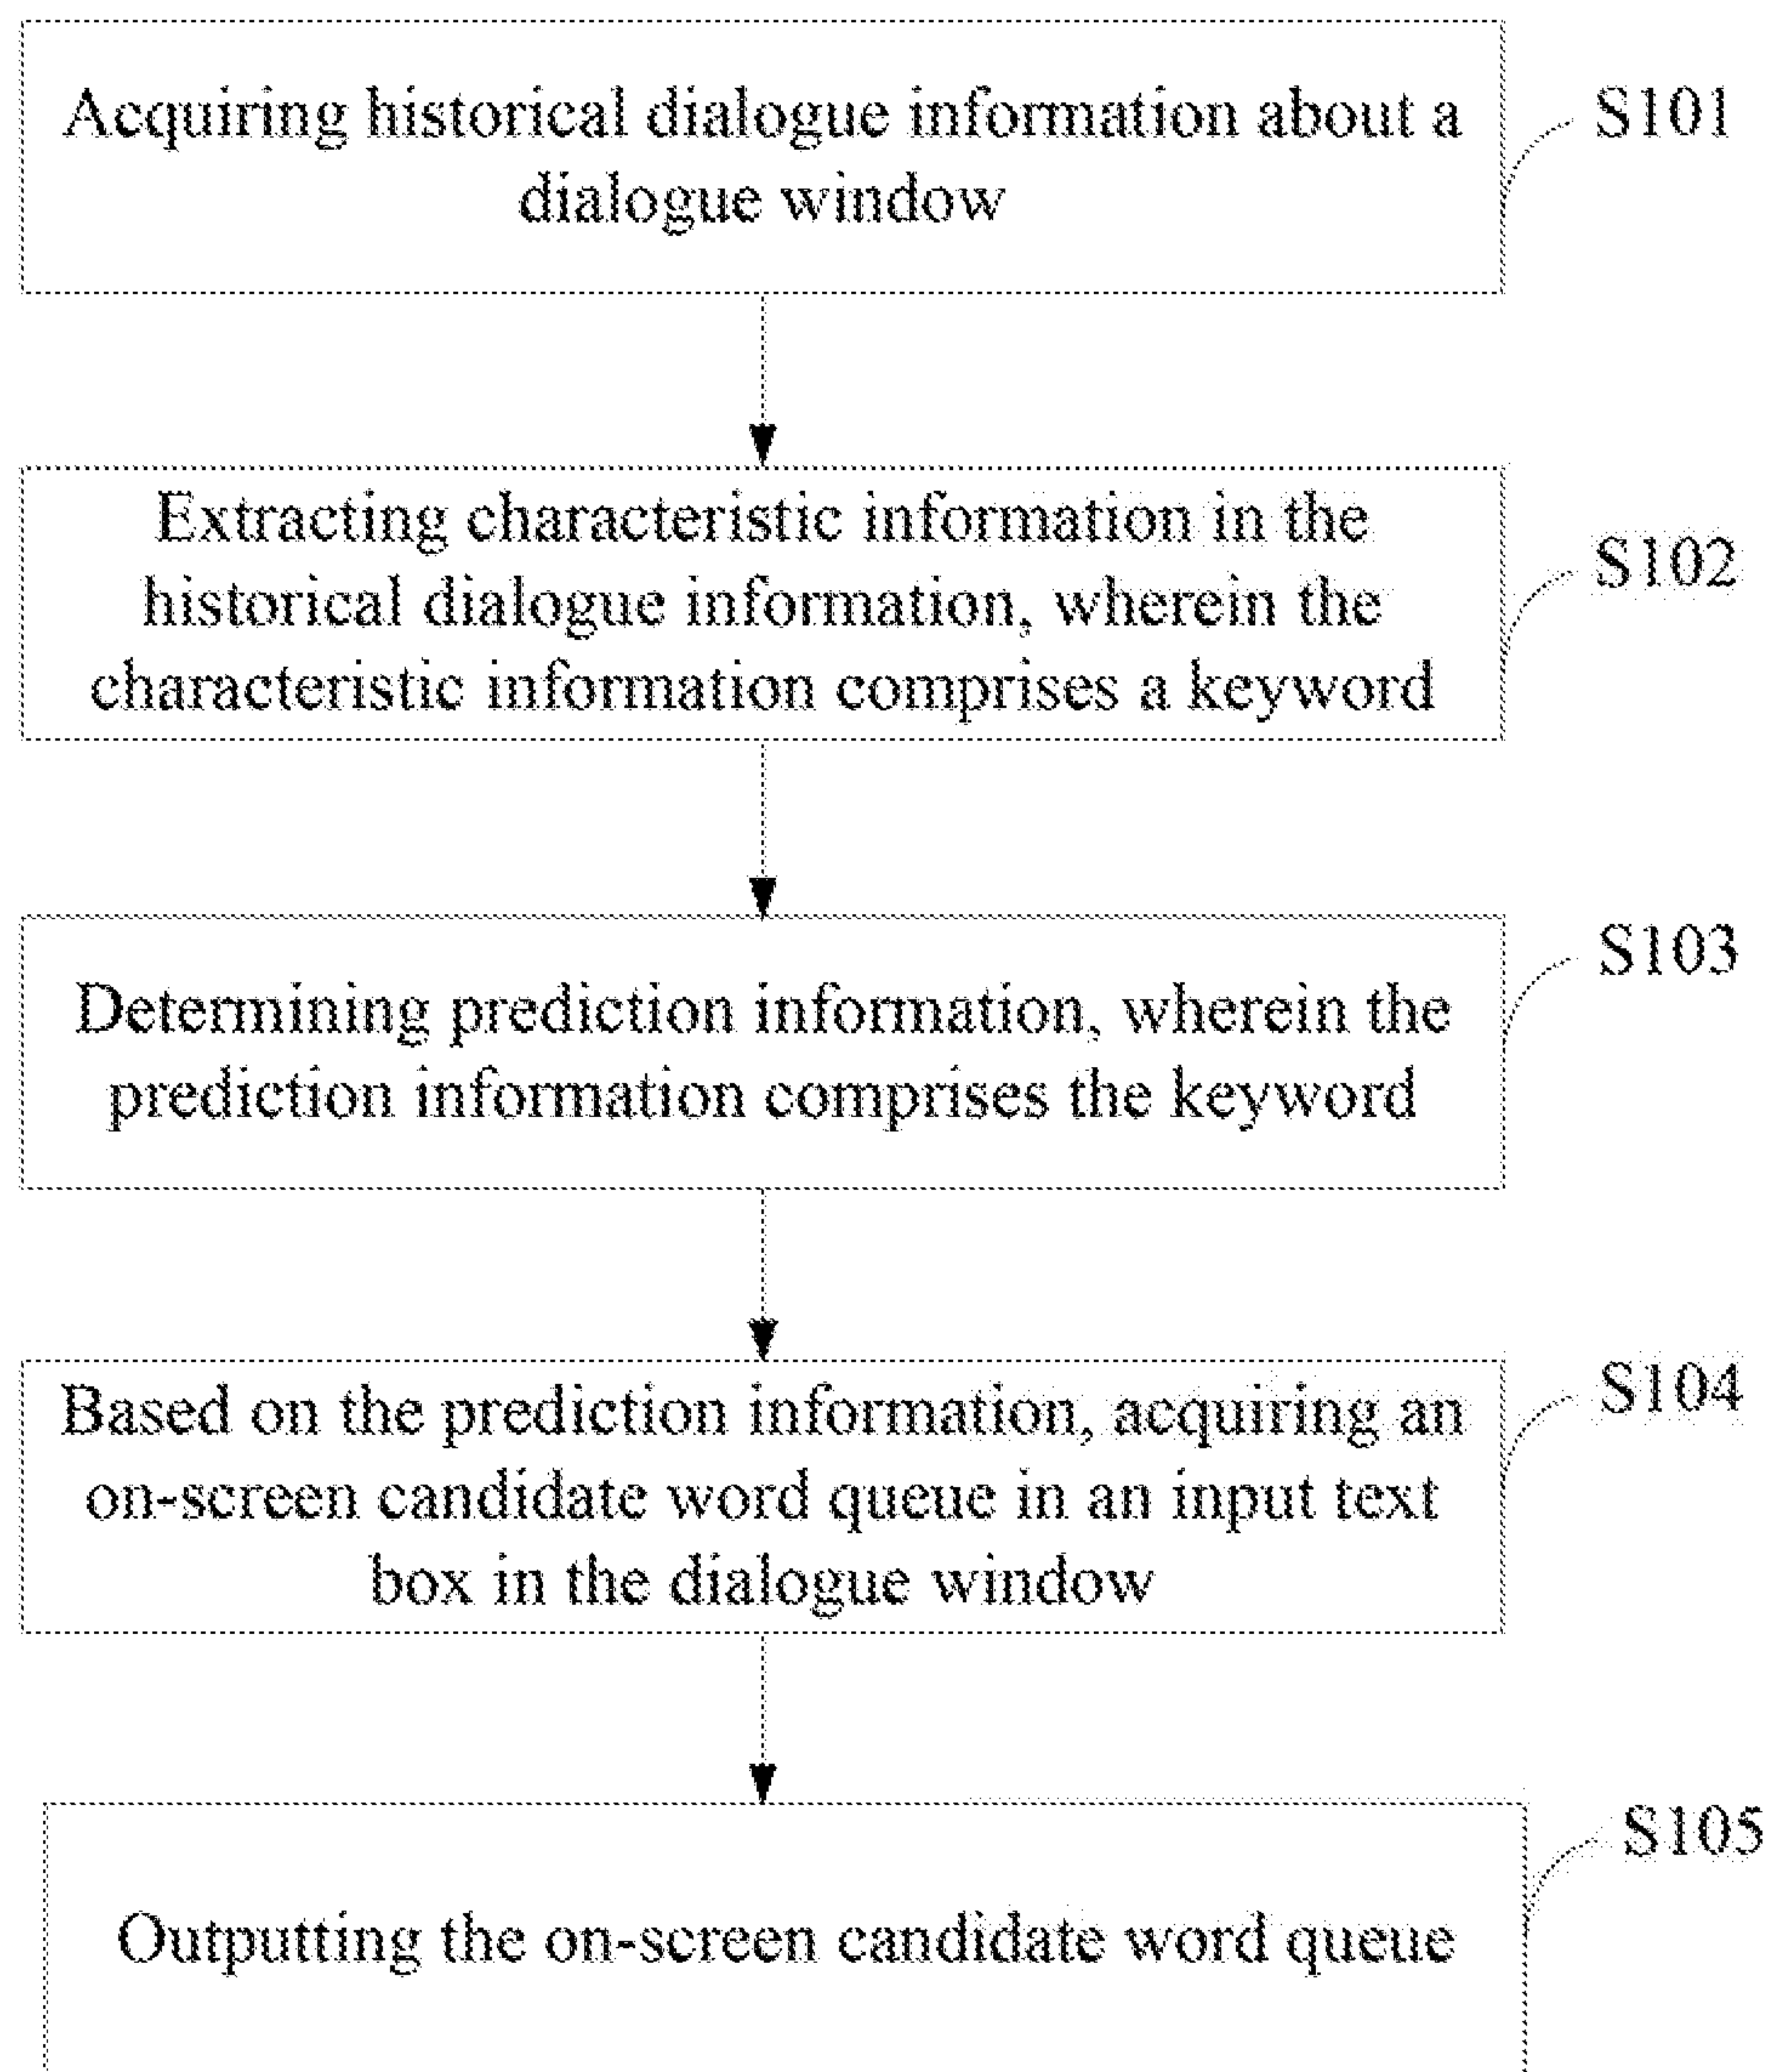 Acquiring historical dialogue information about a
dialogue window
S101
Extracting characteristic information in the
historical dialogue information, wherein the
characteristic information comprises a keyword
S102
Determining prediction information, wherein the
prediction information comprises the keyword
S103
Based on the prediction information, acquiring an
on-screen candidate word queue in an input text
box in the dialogue window
S104
Outputting the on-screen candidate word queue
S105